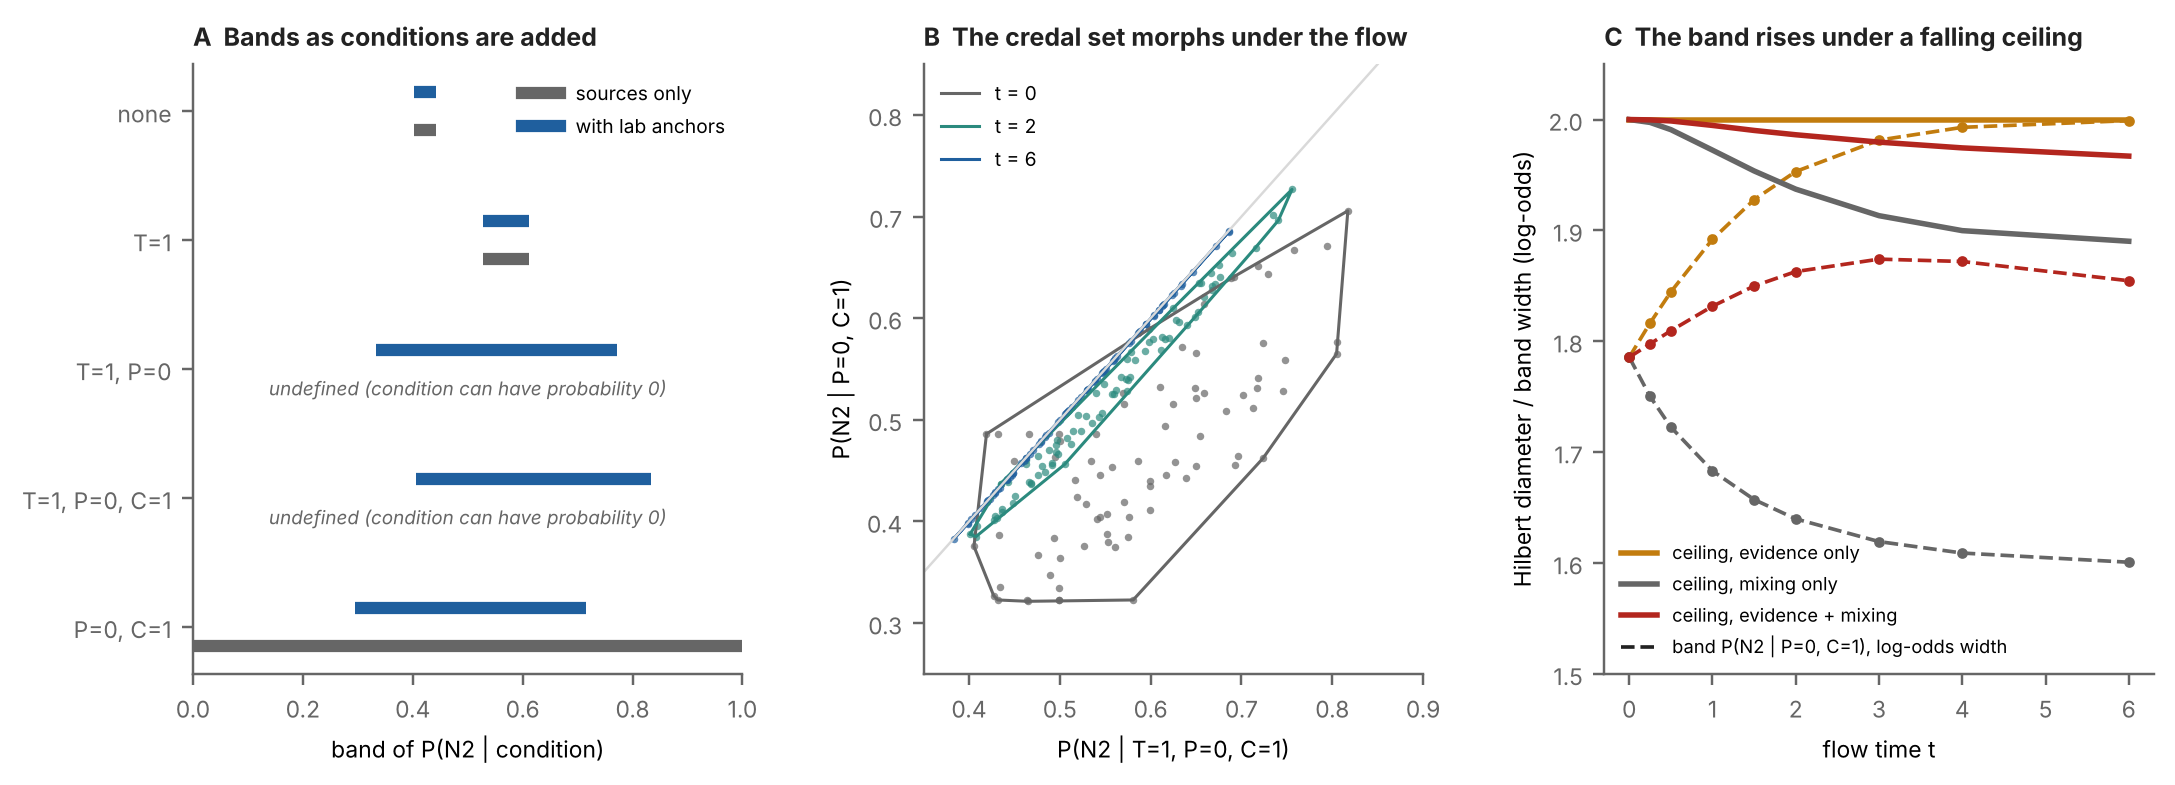 A Bands as conditions are added
none
T=1
T=1, P=0
T=1, P=0, C=1
P=0, C=1
sources only
with lab anchors
undefined (condition can have probability 0)
undefined (condition can have probability 0)
0.0 0.2 0.4 0.6 0.8 1.0
band of P(N2 | condition)
B The credal set morphs under the flow
P(N2 | P=0, C=1)
0.8
0.7
0.6
0.5
0.4
0.3
t = 0
t = 2
t = 6
0.4 0.5 0.6 0.7 0.8 0.9
P(N2 | T=1, P=0, C=1)
C The band rises under a falling ceiling
Hilbert diameter / band width (log-odds)
2.0
1.9
1.8
1.7
1.6
1.5
ceiling, evidence only
ceiling, mixing only
ceiling, evidence + mixing
band P(N2 | P=0, C=1), log-odds width
0 1 2 3 4 5 6
flow time t